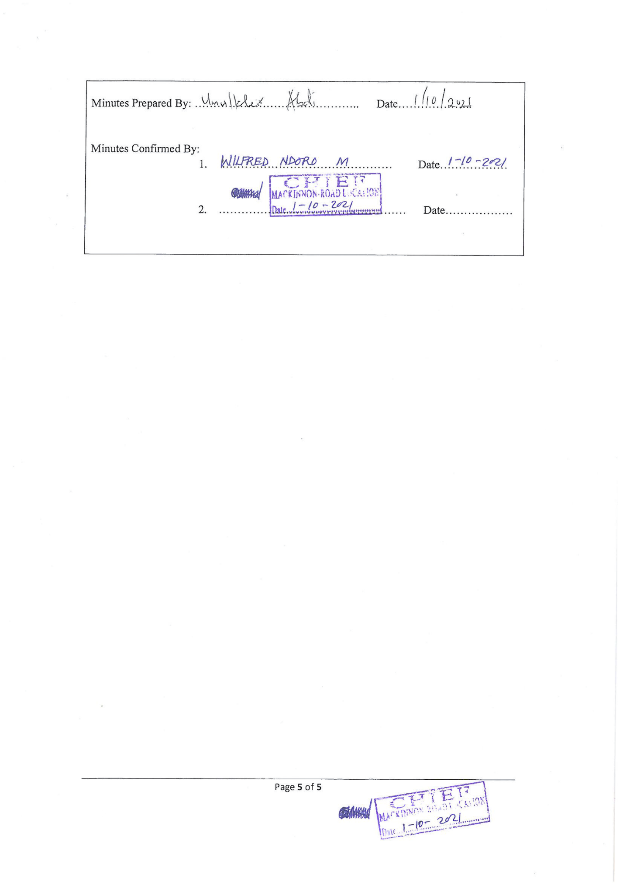 Minutes Prepared By: ............ Date...1/10/2021
Minutes Confirmed By:
1. WILFRED NDORO M............ Date..1-10-2021
CHIEF
MACKINNON-ROAD LOCATION
2. ............ Date 1-10-2021 ...... Date...................
Page 5 of 5
CHIEF
MACKINNON ROAD LOCATION
Date 1-10-2021